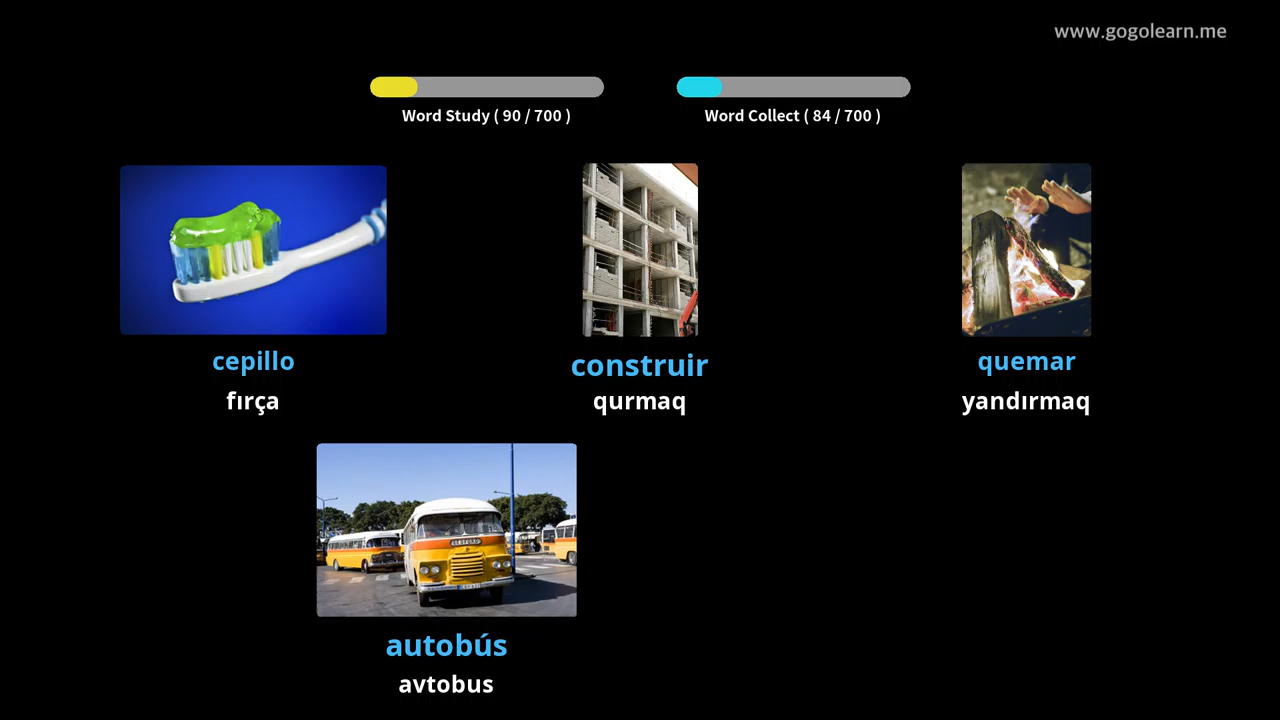 www.gogolearn.me
Word Study ( 90 / 700 )
Word Collect ( 84 / 700 )
cepillo
fırça
construir
qurmaq
quemar
yandırmaq
BEDFORD
autobús
avtobus